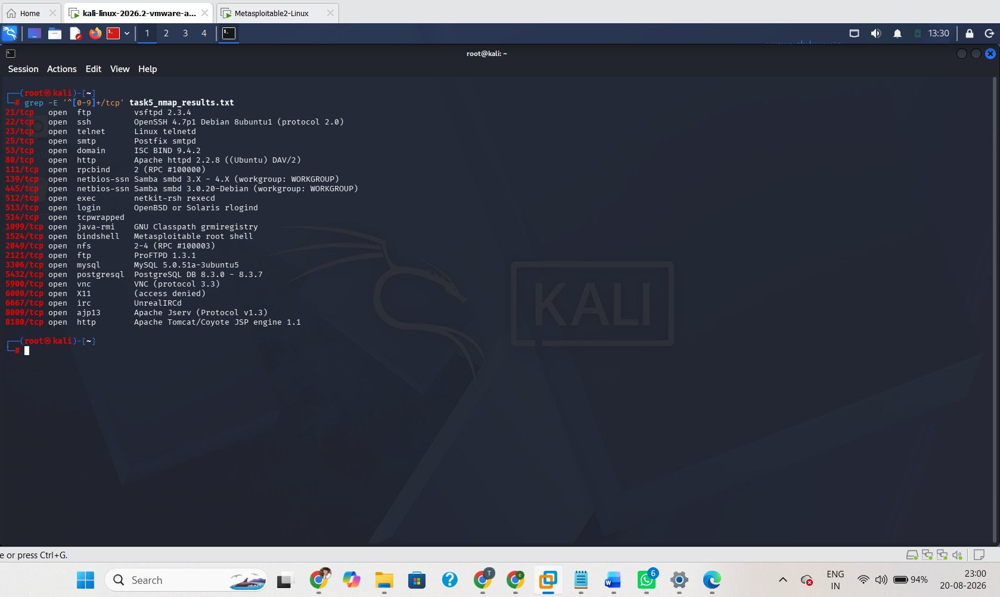 Home
kali-linux-2026.2-vmware-a...
Metasploitable2-Linux
1 2 3 4
13:30
root@kali: ~
Session Actions Edit View Help
┌──(root㉿kali)-[~]
└─# grep -E '^[0-9]+/tcp' task5_nmap_results.txt
21/tcp   open  ftp         vsftpd 2.3.4
22/tcp   open  ssh         OpenSSH 4.7p1 Debian 8ubuntu1 (protocol 2.0)
23/tcp   open  telnet      Linux telnetd
25/tcp   open  smtp        Postfix smtpd
53/tcp   open  domain      ISC BIND 9.4.2
80/tcp   open  http        Apache httpd 2.2.8 ((Ubuntu) DAV/2)
111/tcp  open  rpcbind     2 (RPC #100000)
139/tcp  open  netbios-ssn Samba smbd 3.X - 4.X (workgroup: WORKGROUP)
445/tcp  open  netbios-ssn Samba smbd 3.0.20-Debian (workgroup: WORKGROUP)
512/tcp  open  exec        netkit-rsh rexecd
513/tcp  open  login       OpenBSD or Solaris rlogind
514/tcp  open  tcpwrapped
1099/tcp open  java-rmi    GNU Classpath grmiregistry
1524/tcp open  bindshell   Metasploitable root shell
2049/tcp open  nfs         2-4 (RPC #100003)
2121/tcp open  ftp         ProFTPD 1.3.1
3306/tcp open  mysql       MySQL 5.0.51a-3ubuntu5
5432/tcp open  postgresql  PostgreSQL DB 8.3.0 - 8.3.7
5900/tcp open  vnc         VNC (protocol 3.3)
6000/tcp open  X11         (access denied)
6667/tcp open  irc         UnrealIRCd
8009/tcp open  ajp13       Apache Jserv (Protocol v1.3)
8180/tcp open  http        Apache Tomcat/Coyote JSP engine 1.1
┌──(root㉿kali)-[~]
└─#
KALI
e or press Ctrl+G.
Search
T
c
6
ENG
IN
94%
23:00
20-08-2026